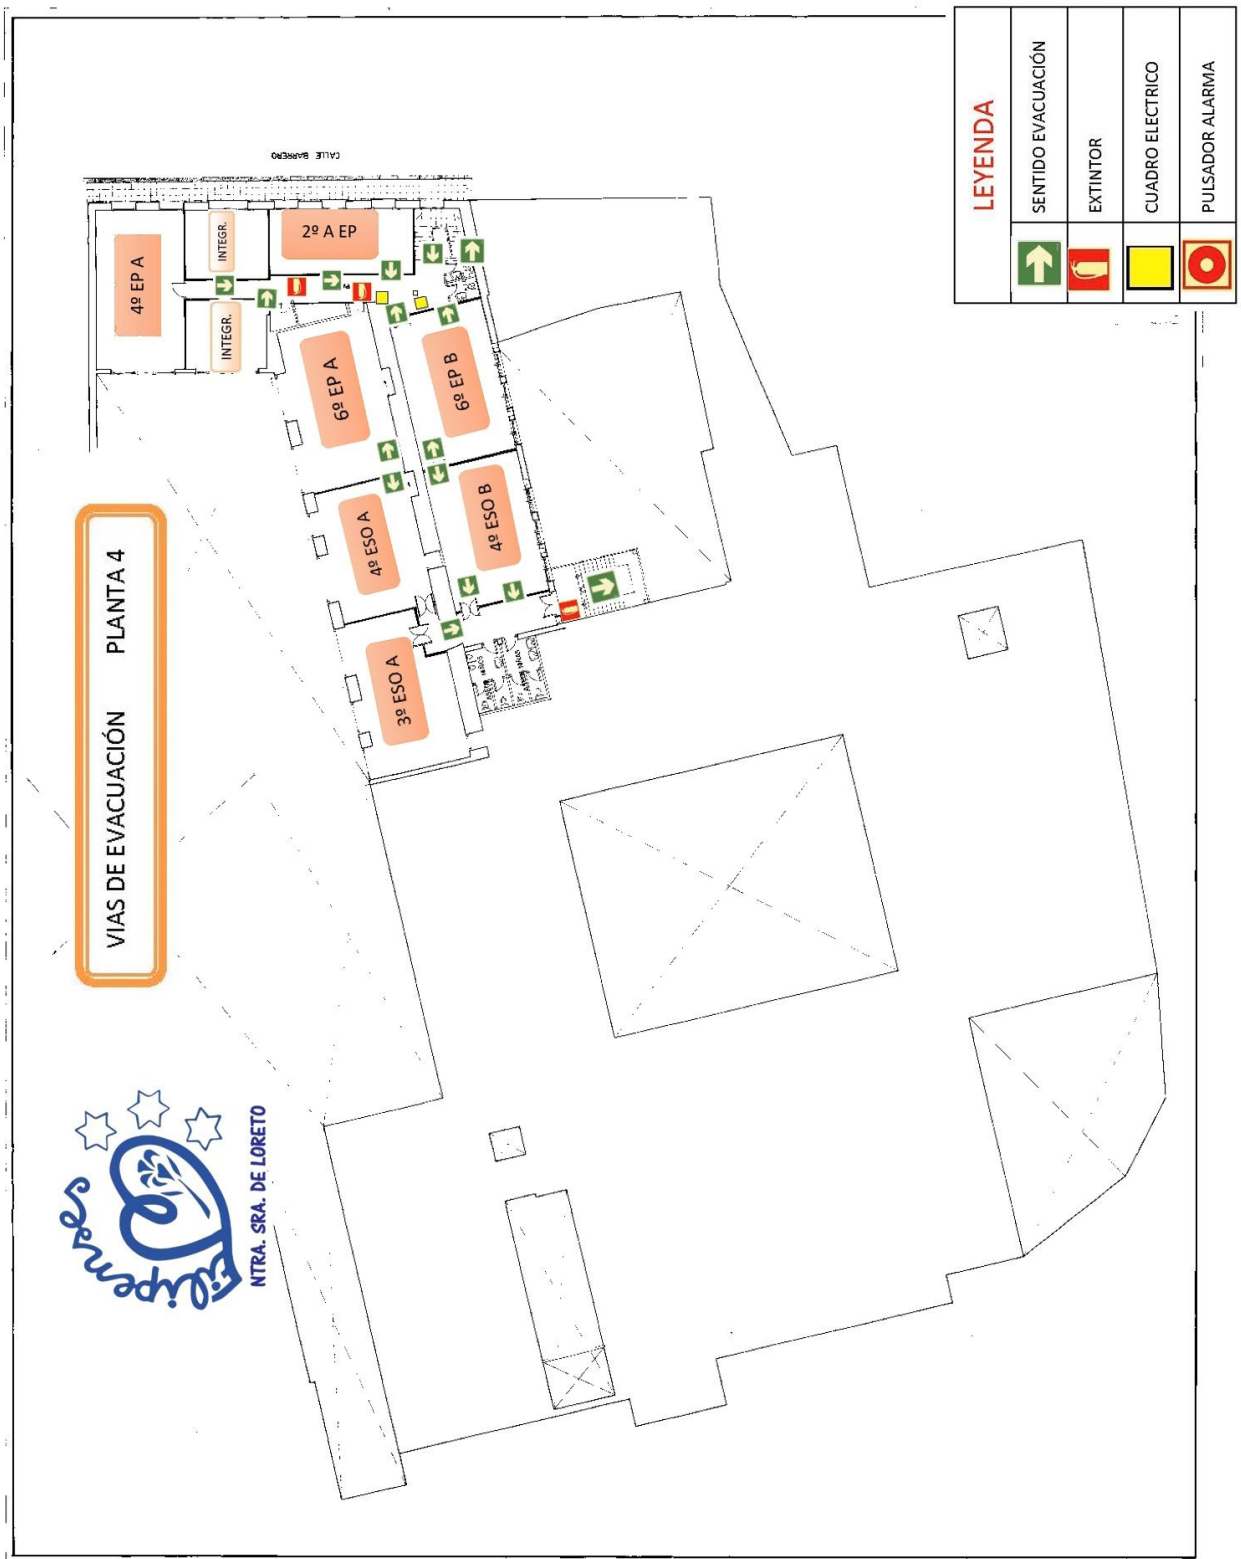 VIAS DE EVACUACIÓN PLANTA 4
Filipenses
NTRA. SRA. DE LORETO
CALLE BARRERO
4º EP A
INTEGR.
INTEGR.
2º A EP
6º EP A
6º EP B
4º ESO A
4º ESO B
3º ESO A
LEYENDA
SENTIDO EVACUACIÓN
EXTINTOR
CUADRO ELECTRICO
PULSADOR ALARMA